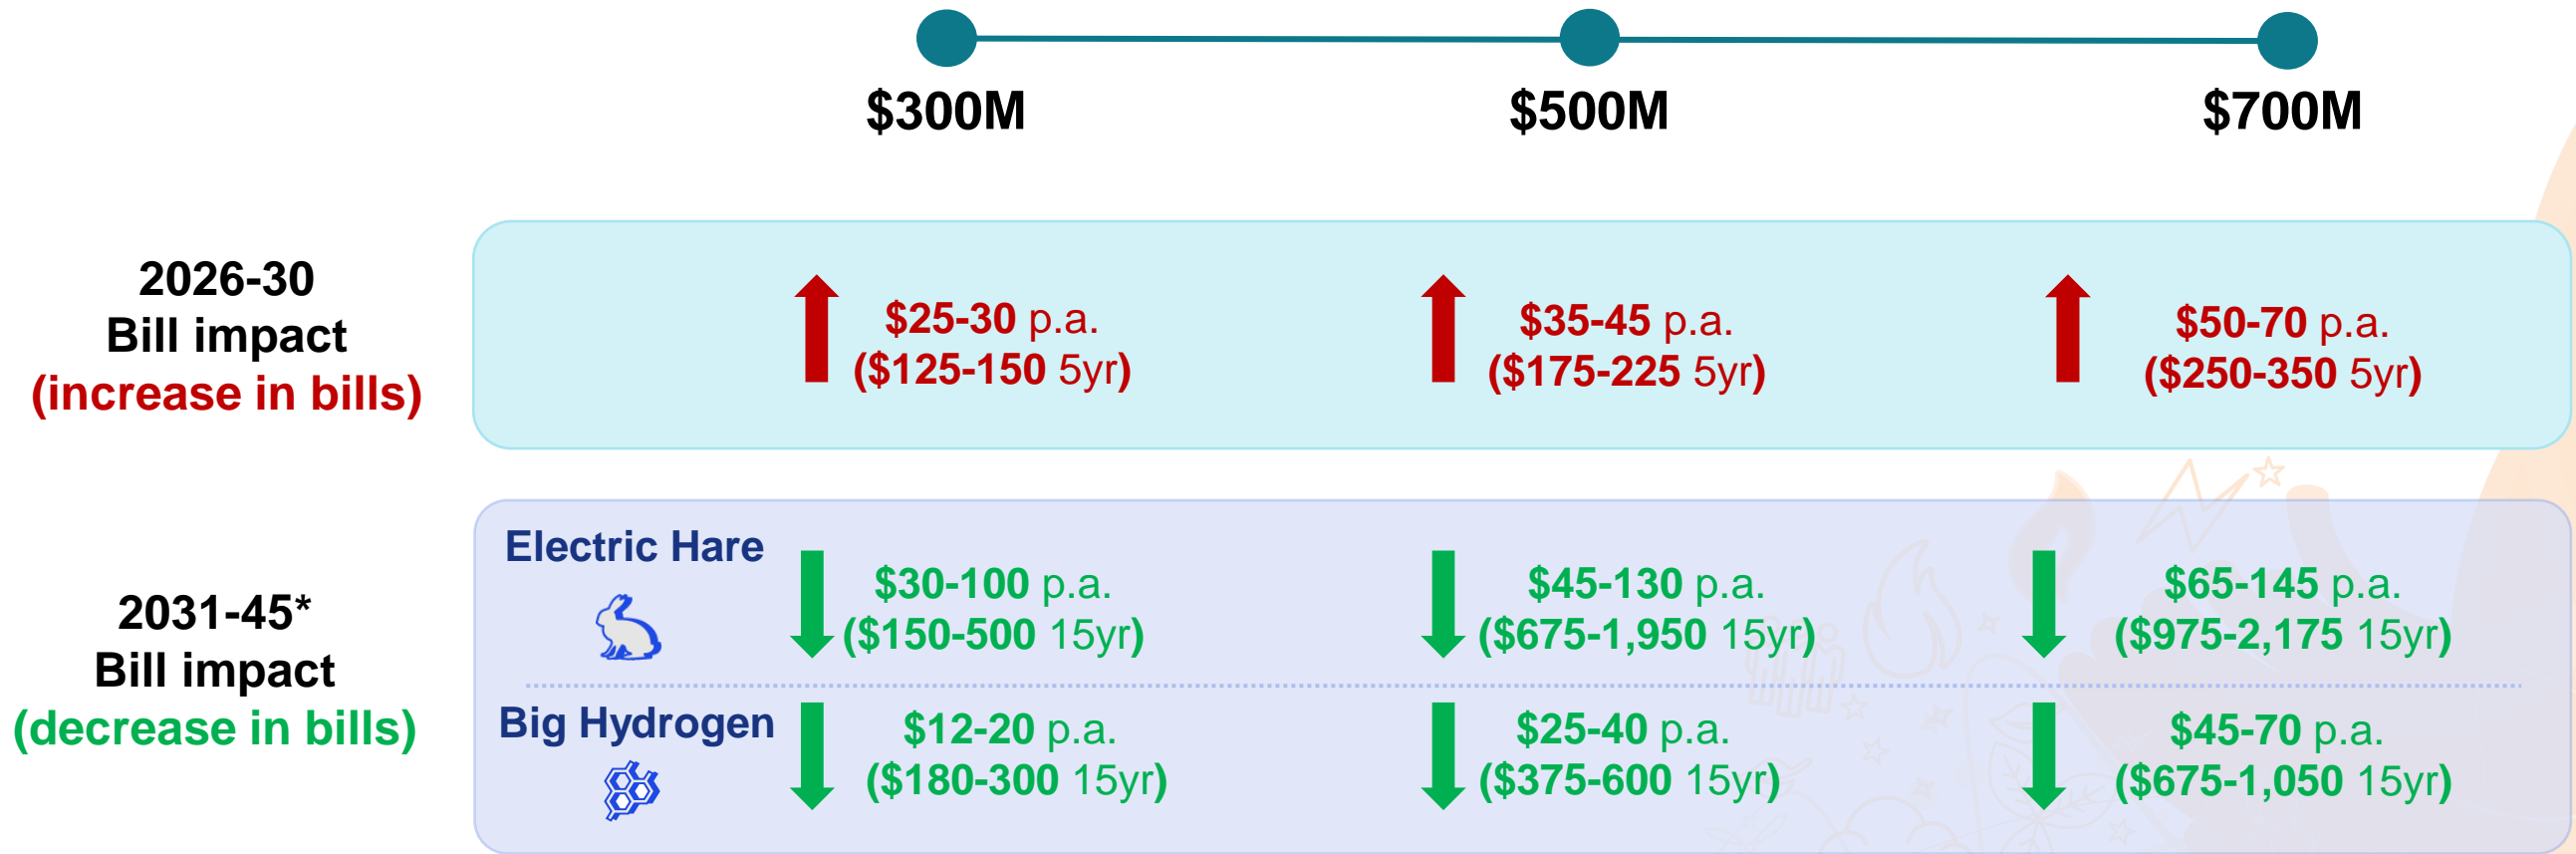 $300M
$500M
$700M
2026-30
Bill impact
(increase in bills)
$25-30 p.a.
($125-150 5yr)
$35-45 p.a.
($175-225 5yr)
$50-70 p.a.
($250-350 5yr)
2031-45*
Bill impact
(decrease in bills)
Electric Hare
$30-100 p.a.
($150-500 15yr)
$45-130 p.a.
($675-1,950 15yr)
$65-145 p.a.
($975-2,175 15yr)
Big Hydrogen
$12-20 p.a.
($180-300 15yr)
$25-40 p.a.
($375-600 15yr)
$45-70 p.a.
($675-1,050 15yr)